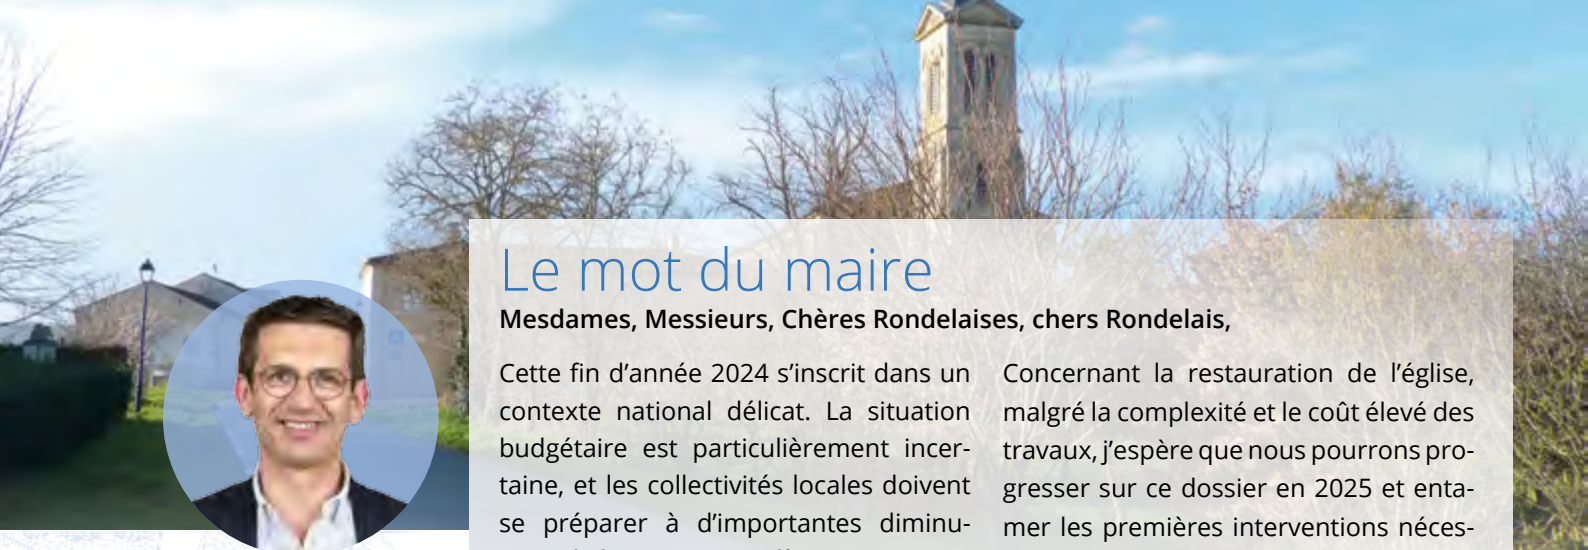 Le mot du maire
Mesdames, Messieurs, Chères Rondelaises, chers Rondelais,
Cette fin d’année 2024 s’inscrit dans un
contexte national délicat. La situation
budgétaire est particulièrement incer-
taine, et les collectivités locales doivent
se préparer à d’importantes diminu-
Concernant la restauration de l’église,
malgré la complexité et le coût élevé des
travaux, j’espère que nous pourrons pro-
gresser sur ce dossier en 2025 et enta-
mer les premières interventions néces-